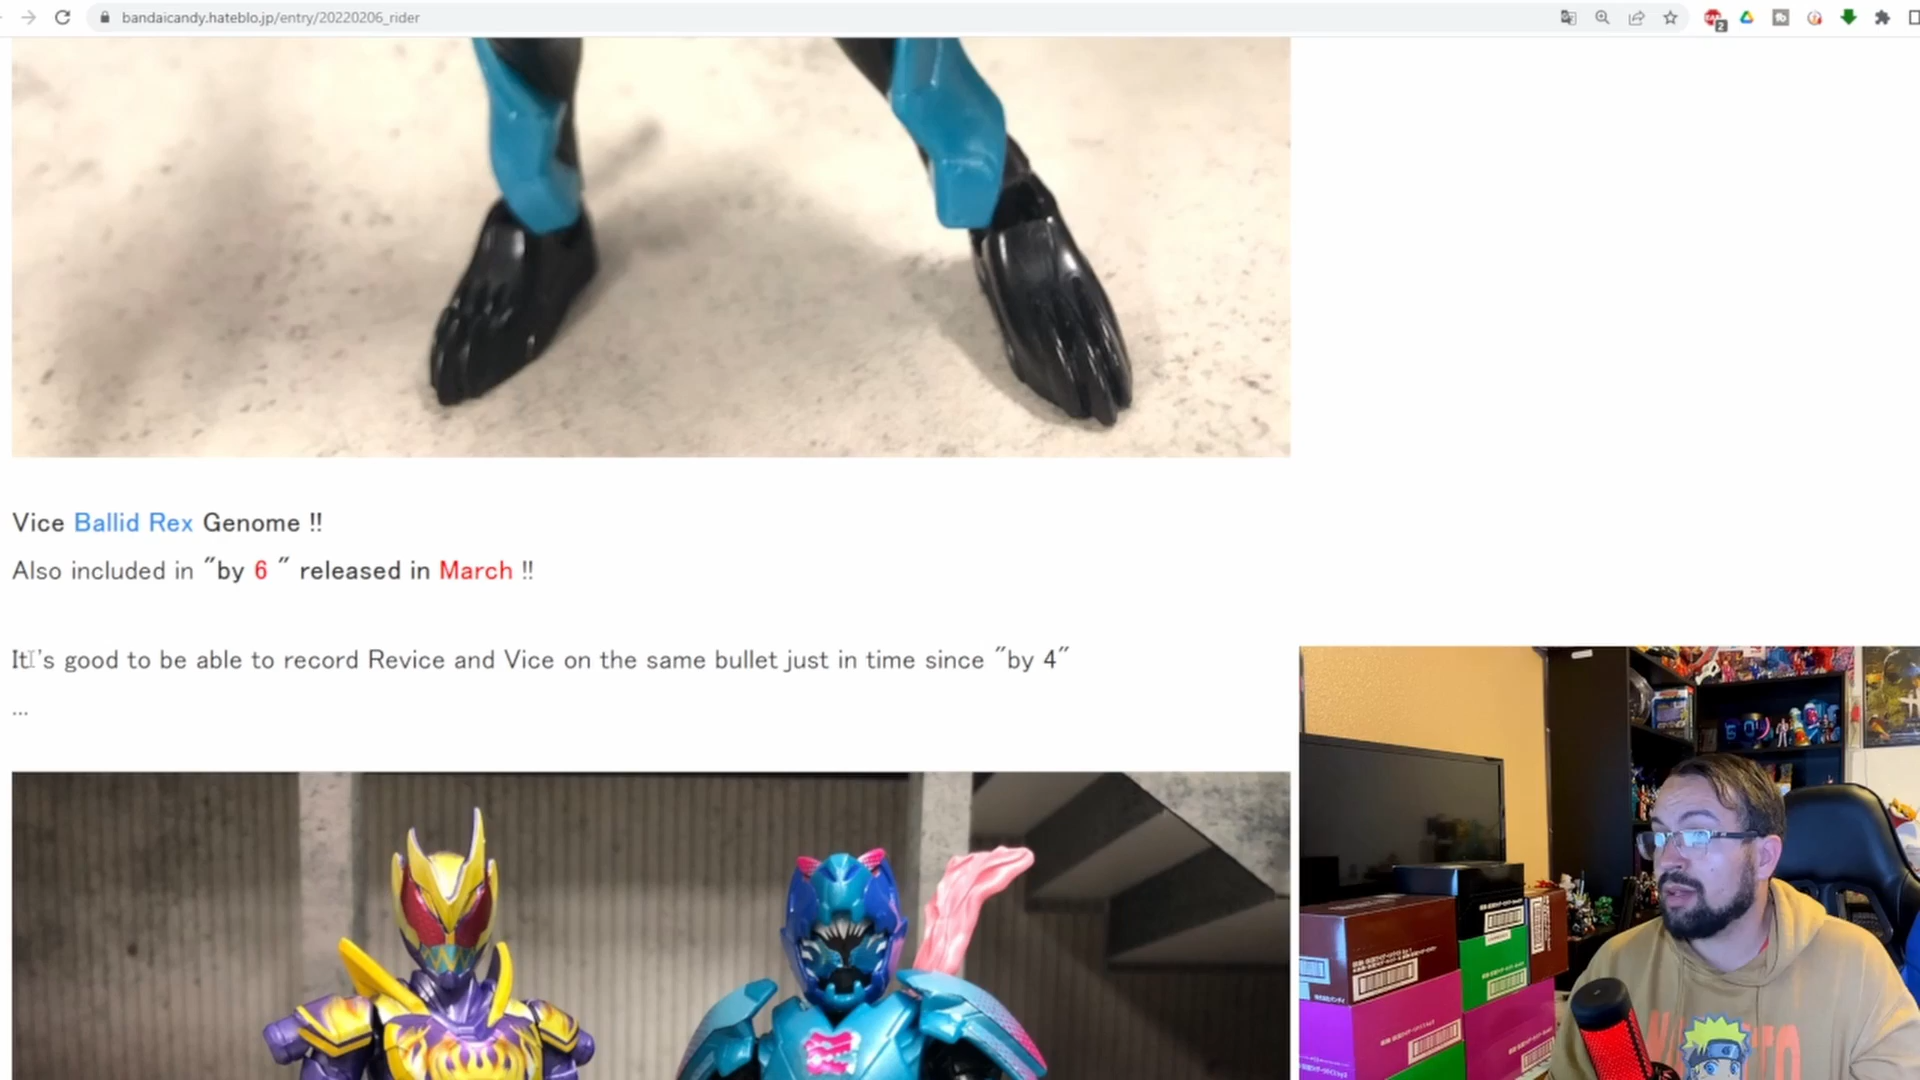 bandaicandy.hateblo.jp/entry/20220206_rider
2
Vice Ballid Rex Genome !!
Also included in "by 6 " released in March !!
It's good to be able to record Revice and Vice on the same bullet just in time since "by 4"
...